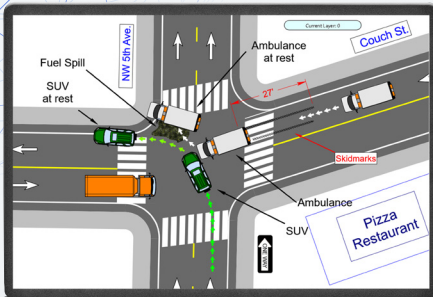 Current Layer: 0
Couch St.
NW 5th Ave.
Ambulance
at rest
Fuel Spill
SUV
at rest
27'
Skidmarks
Ambulance
SUV
ONE WAY
Pizza
Restaurant